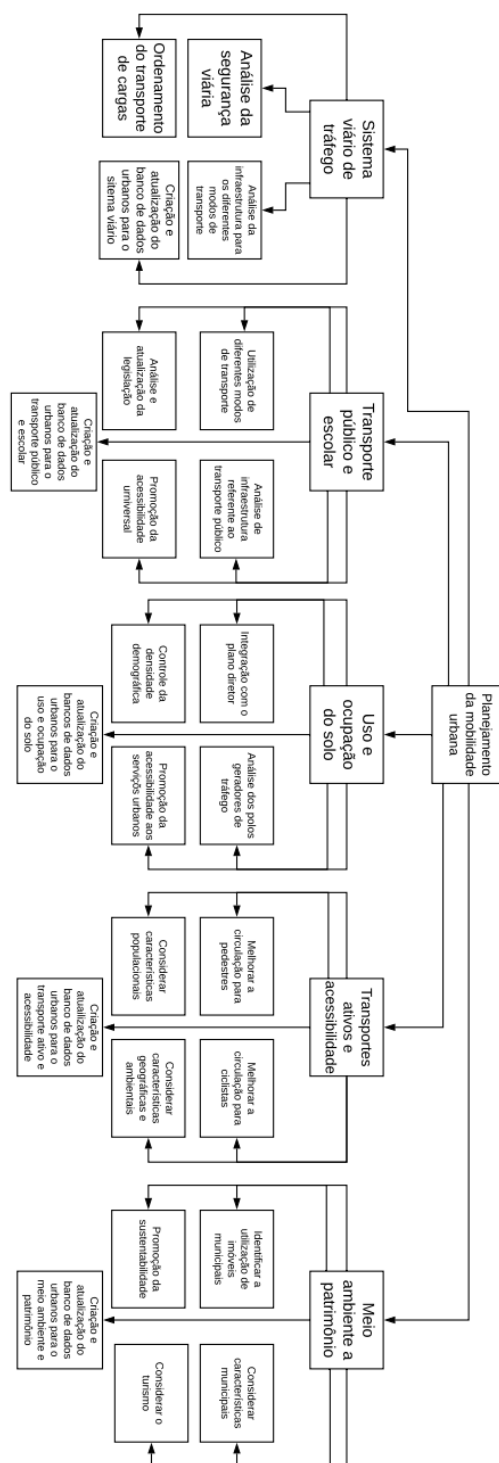 Planejamento
da mobilidade
urbana
Sistema
viário de
tráfego
Análise da
segurança
viária
Análise da
infraestrutura para
os diferentes
modos de
transporte
Ordenamento
do transporte
de cargas
Criação e
atualização do
banco de dados
urbanos para o
sitema viário
Transporte
público e
escolar
Utilização de
diferentes modos
de transporte
Análise de
infraestrutura
referente ao
transporte público
Análise e
atualização da
legislação
Promoção da
acessibilidade
urniversal
Criação e
atualização do
banco de dados
urbanos para o
transporte público
e escolar
Uso e
ocupação
do solo
Integração com o
plano diretor
Análise dos polos
geradores de
tráfego
Controle da
densidade
demográfica
Promoção da
acessibilidade aos
serviçõs urbanos
Criação e
atualização do
bancos de dados
urbanos para o
uso e ocupação
do solo
Transportes
ativos e
acessibilidade
Melhorar a
circulação para
pedestres
Melhorar a
circulação para
ciclistas
Considerar
características
populacionais
Considerar
características
geográficas e
ambientais
Criação e
atualização do
banco de dados
urbanos para o
transporte ativo e
acessibilidade
Meio
ambiente a
patrimônio
Identificar a
utilização de
imóveis
municipais
Considerar
características
municipais
Promoção da
sustentabilidade
Considerar o
turismo
Criação e
atualização do
banco de dados
urbanos para o
meio ambiente e
patrimônio